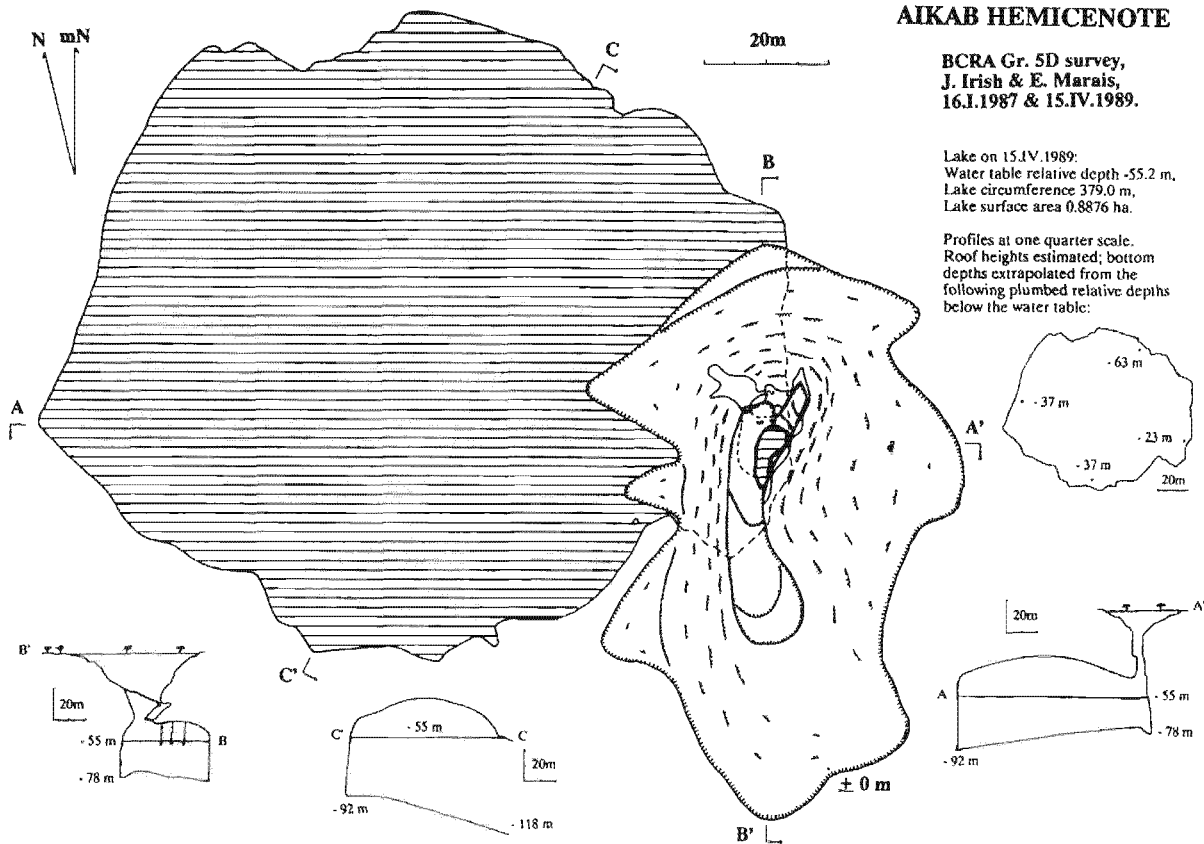 AIKAB HEMICENOTE
BCRA Gr. 5D survey,
J. Irish & E. Marais,
16.I.1987 & 15.IV.1989.
Lake on 15.IV.1989:
Water table relative depth -55.2 m,
Lake circumference 379.0 m,
Lake surface area 0.8876 ha.
Profiles at one quarter scale.
Roof heights estimated; bottom
depths extrapolated from the
following plumbed relative depths
below the water table:
N mN
C
20m
B
A
A'
C'
B'
± 0 m
- 63 m
- 37 m
- 23 m
- 37 m
20m
B'
20m
- 55 m
B
- 78 m
C'
- 55 m
C
20m
- 92 m
- 118 m
A'
20m
A
- 55 m
- 78 m
- 92 m